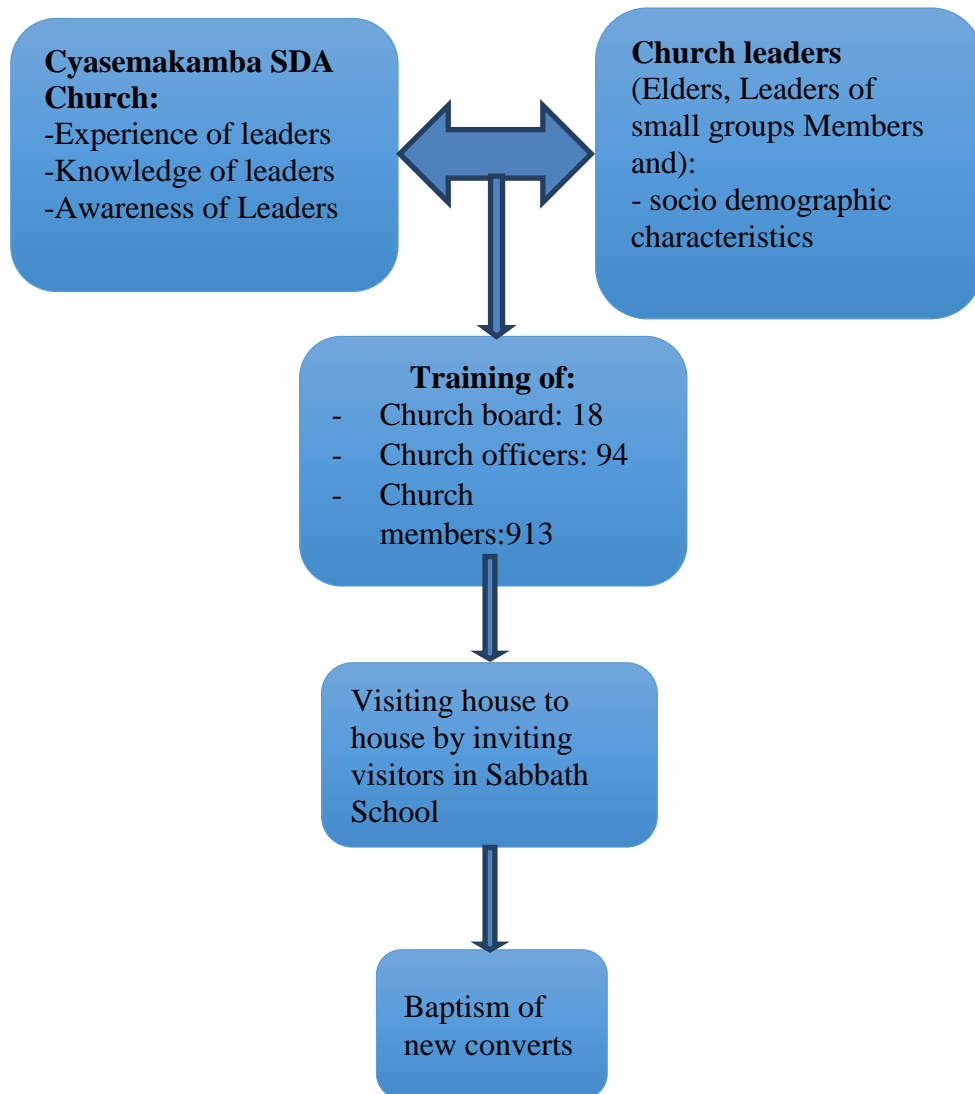 Cyasemakamba SDA
Church:
-Experience of leaders
-Knowledge of leaders
-Awareness of Leaders
Church leaders
(Elders, Leaders of
small groups Members
and):
- socio demographic
characteristics
Training of:
- Church board: 18
- Church officers: 94
- Church
members:913
Visiting house to
house by inviting
visitors in Sabbath
School
Baptism of
new converts